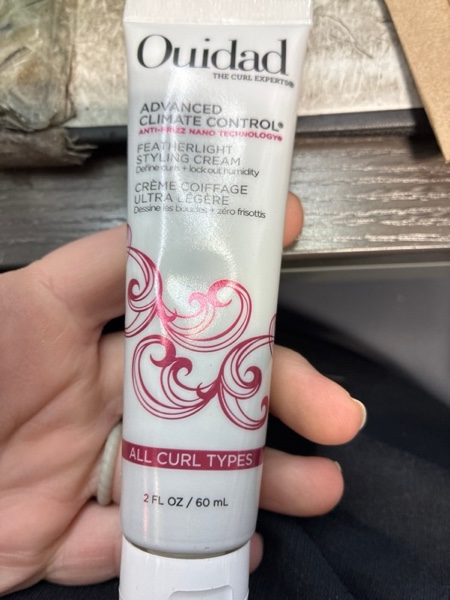 Ouidad
THE CURL EXPERTS®
ADVANCED
CLIMATE CONTROL®
ANTI-FRIZZ NANO TECHNOLOGY®
FEATHERLIGHT
STYLING CREAM
Define curls + lock out humidity
CRÈME COIFFAGE
ULTRA LÉGÈRE
Dessine les boucles + zéro frisottis
ALL CURL TYPES
2 FL OZ / 60 mL